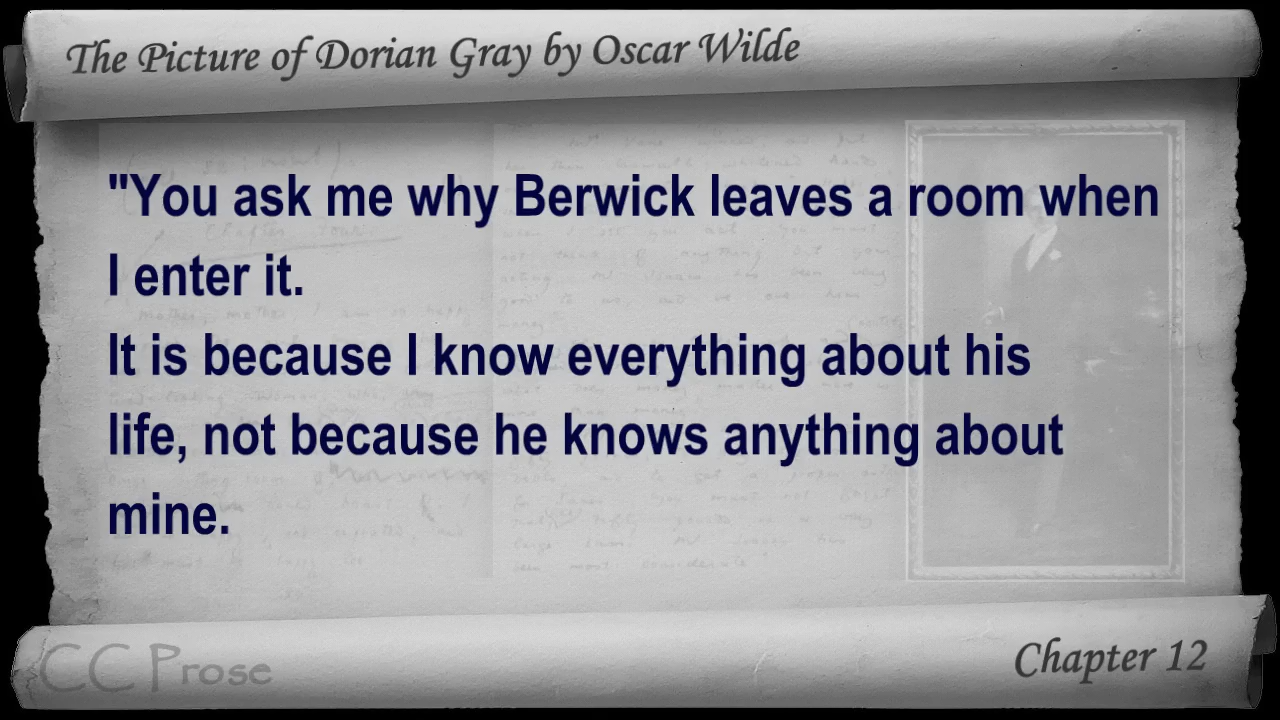 The Picture of Dorian Gray by Oscar Wilde
"You ask me why Berwick leaves a room when
I enter it.
It is because I know everything about his
life, not because he knows anything about
mine.
CC Prose
Chapter 12